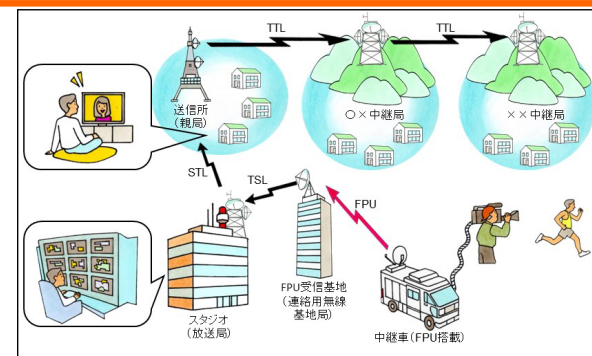 TTL
TTL
送信所
(親局)
○×中継局
××中継局
STL
TSL
FPU
スタジオ
(放送局)
FPU受信基地
(連絡用無線
基地局)
中継車(FPU搭載)